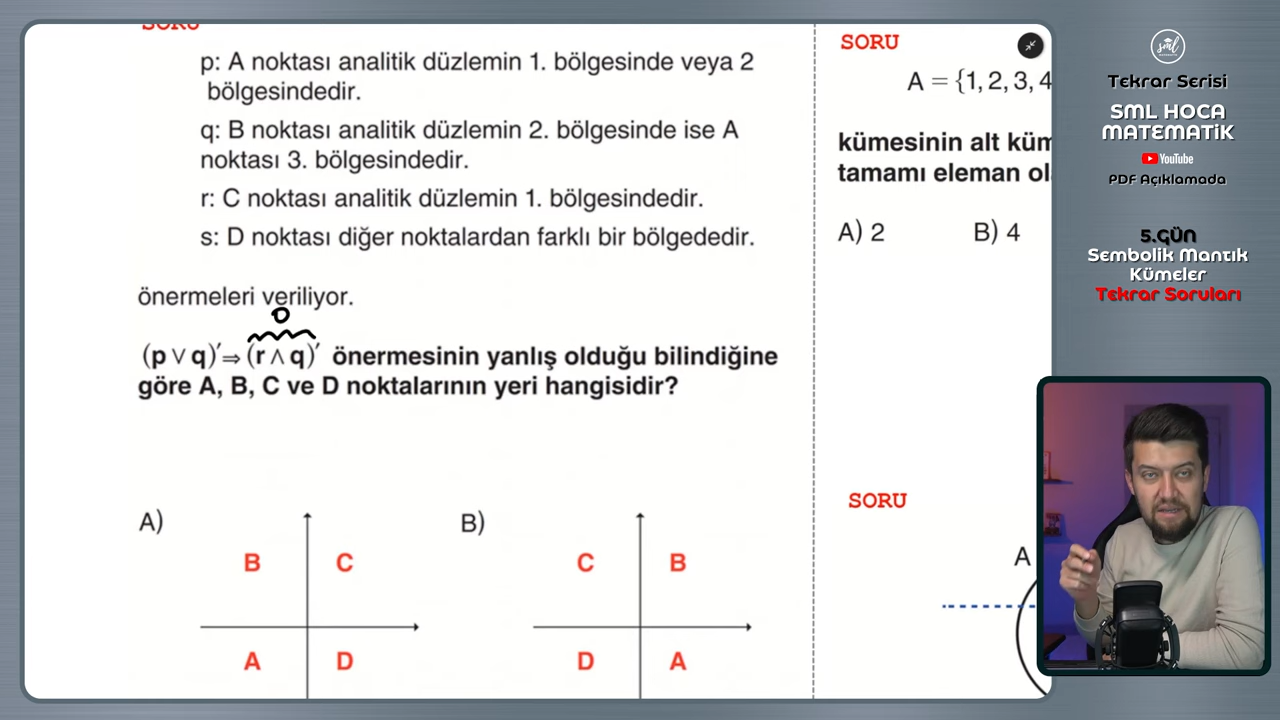 SORU
p: A noktası analitik düzlemin 1. bölgesinde veya 2
bölgesindedir.
q: B noktası analitik düzlemin 2. bölgesinde ise A
noktası 3. bölgesindedir.
r: C noktası analitik düzlemin 1. bölgesindedir.
s: D noktası diğer noktalardan farklı bir bölgededir.
önermeleri veriliyor.
0
(p ∨ q)′⇒ (r ∧ q)′ önermesinin yanlış olduğu bilindiğine
göre A, B, C ve D noktalarının yeri hangisidir?
A)
B C
A D
B)
C B
D A
SORU
A = {1, 2, 3, 4
kümesinin alt küm
tamamı eleman ol
A) 2 B) 4
SORU
A
sml
Tekrar Serisi
SML HOCA
MATEMATİK
YouTube
PDF Açıklamada
5.GÜN
Sembolik Mantık
Kümeler
Tekrar Soruları